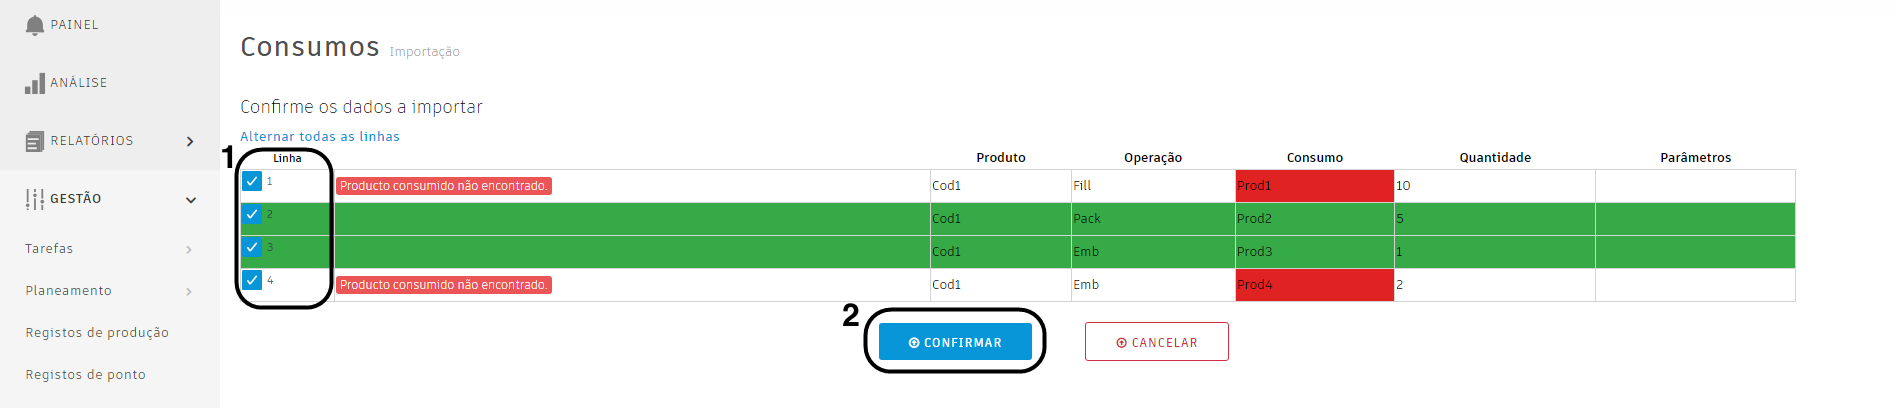 PAINEL
ANÁLISE
RELATÓRIOS
GESTÃO
Tarefas
Planeamento
Registos de produção
Registos de ponto
Consumos Importação
Confirme os dados a importar
Alternar todas as linhas
1
Linha Produto Operação Consumo Quantidade Parâmetros
1 Producto consumido não encontrado. Cod1 Fill Prod1 10
2 Cod1 Pack Prod2 5
3 Cod1 Emb Prod3 1
4 Producto consumido não encontrado. Cod1 Emb Prod4 2
2
CONFIRMAR CANCELAR